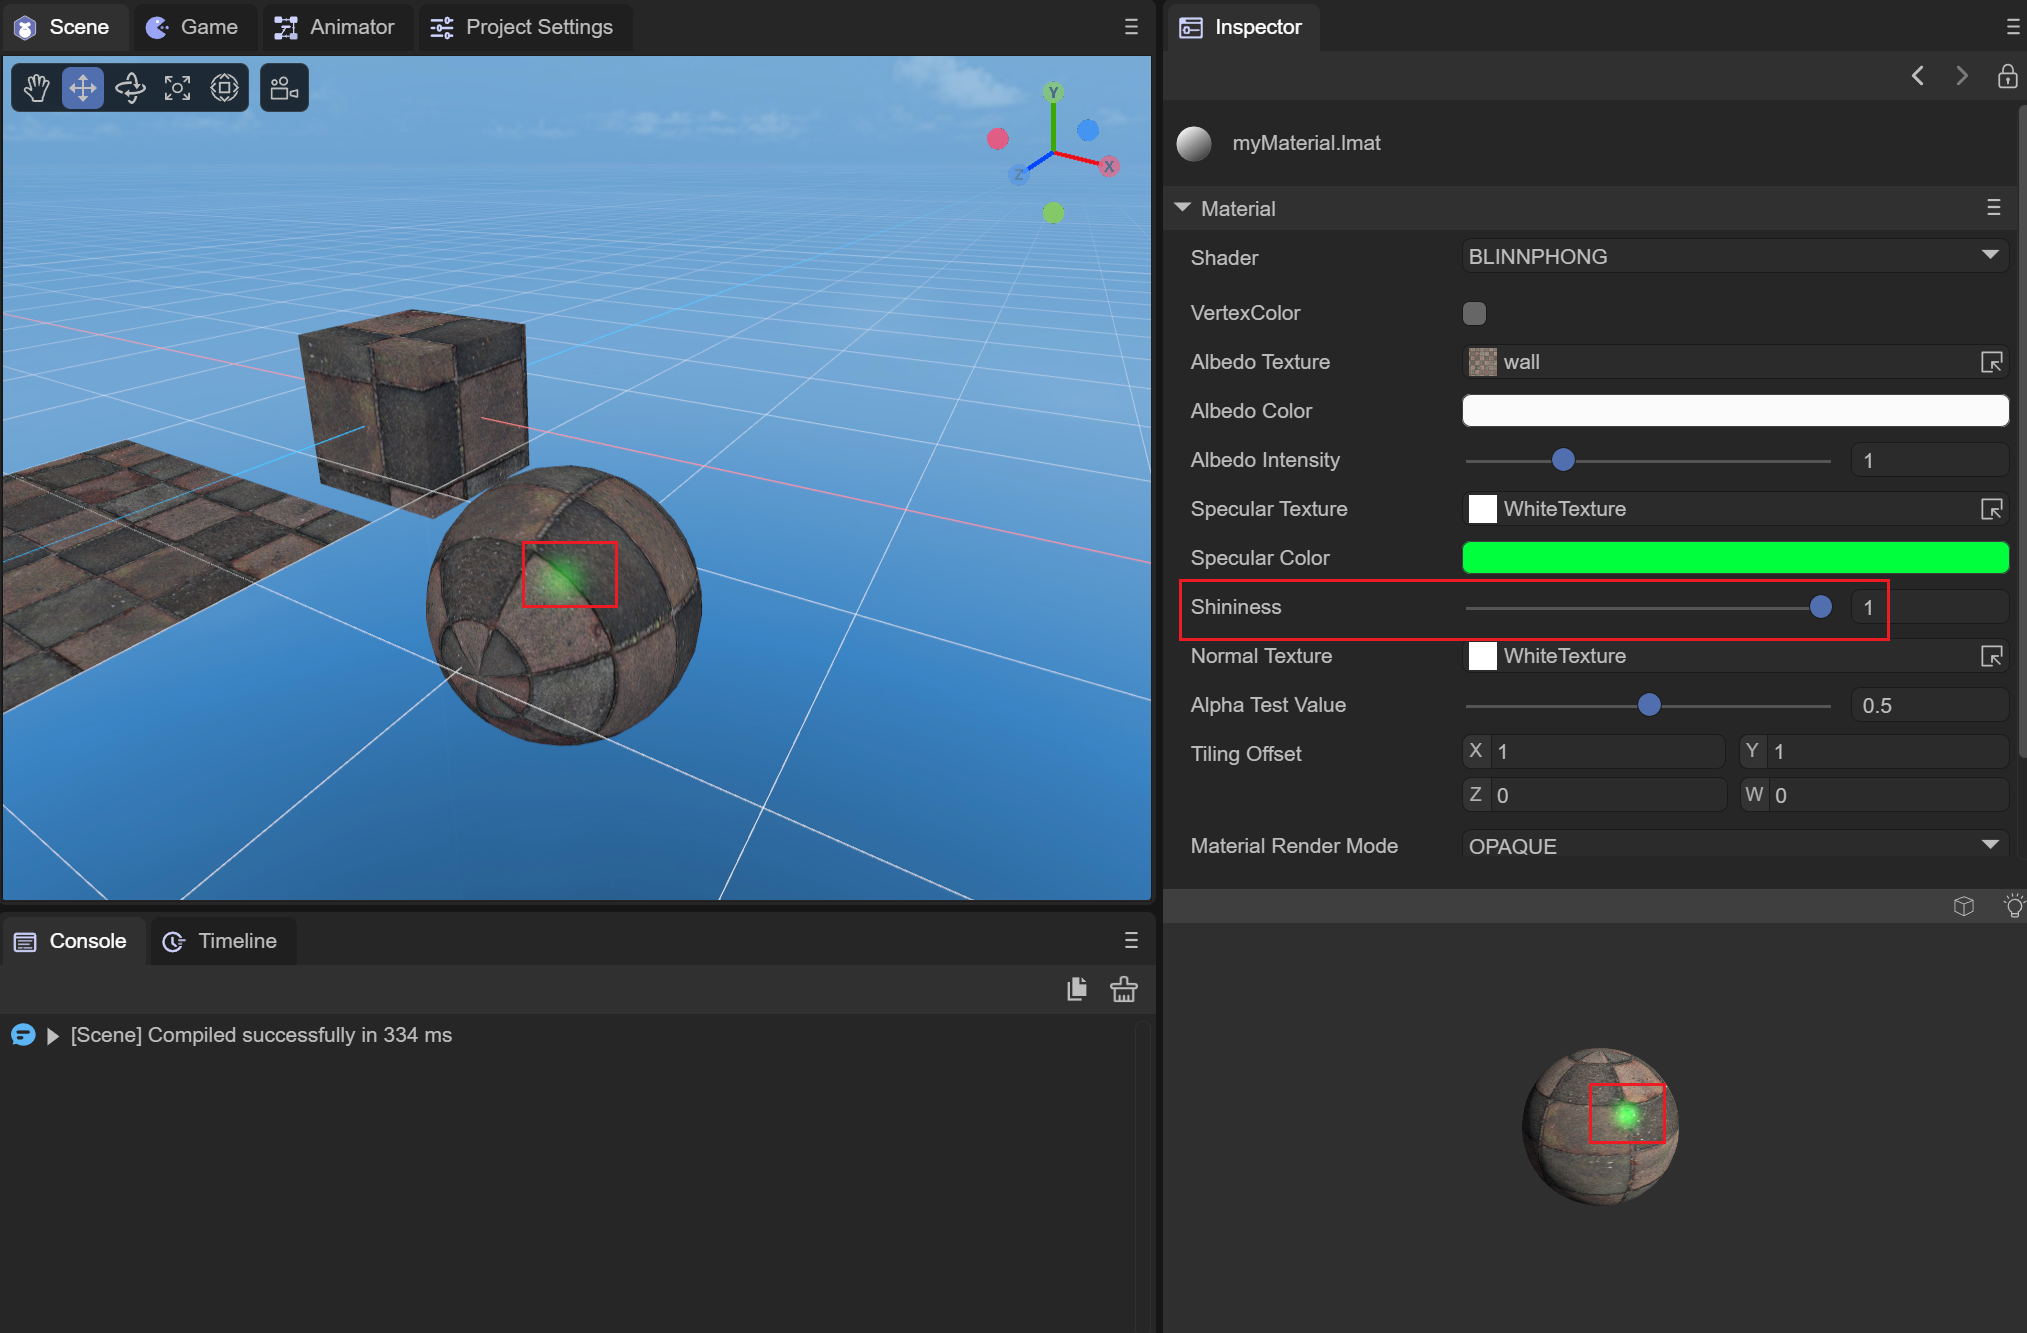 Scene
Game
Animator
Project Settings
Y
X
Z
Console
Timeline
[Scene] Compiled successfully in 334 ms
Inspector
myMaterial.lmat
Material
Shader
BLINNPHONG
VertexColor
Albedo Texture
wall
Albedo Color
Albedo Intensity
1
Specular Texture
WhiteTexture
Specular Color
Shininess
1
Normal Texture
WhiteTexture
Alpha Test Value
0.5
Tiling Offset
X 1
Y 1
Z 0
W 0
Material Render Mode
OPAQUE